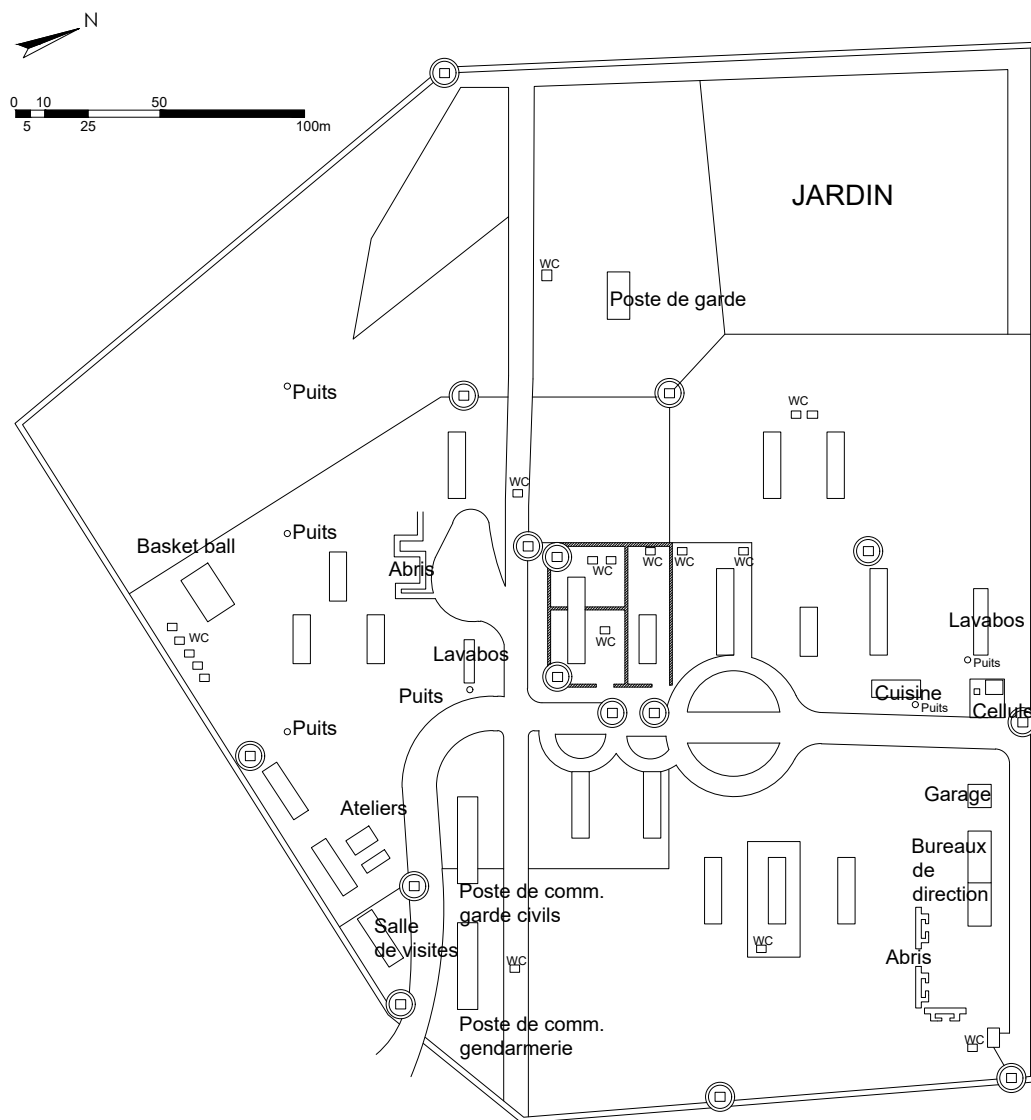 N
0 10 50
5 25 100m
JARDIN
WC
Poste de garde
Puits
WC
WC
Puits
Basket ball
Abris
WC
WC
WC
WC
WC
Lavabos
WC
WC
Lavabos
Puits
Puits
Cuisine
Puits
Cellule
Puits
Garage
Ateliers
Bureaux
de
direction
Poste de comm.
garde civils
Salle
de visites
WC
Abris
WC
Poste de comm.
gendarmerie
WC